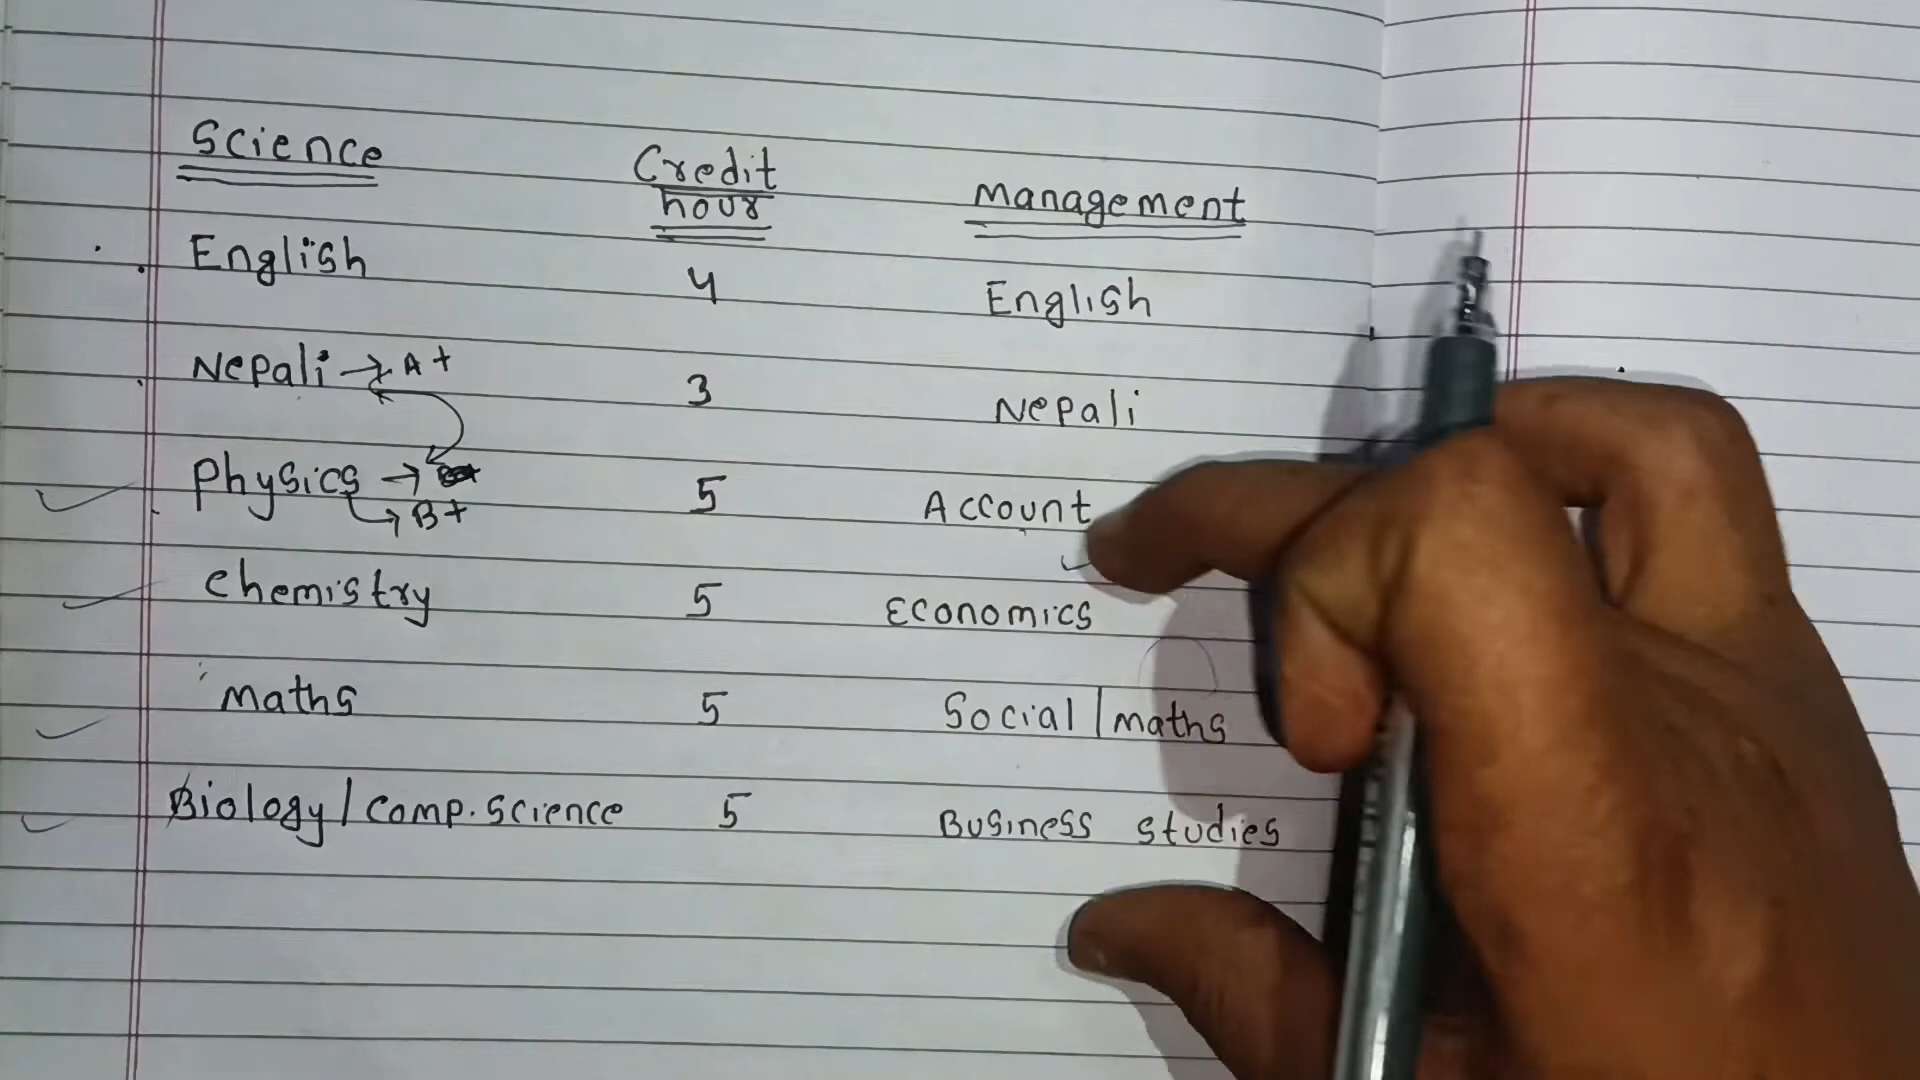 Science Credit hour Management
English 4 English
Nepali → A+ 3 Nepali
Physics → 5 Account
→ B+
chemistry 5 Economics
maths 5 Social | maths
Biology | comp. science 5 Business studies